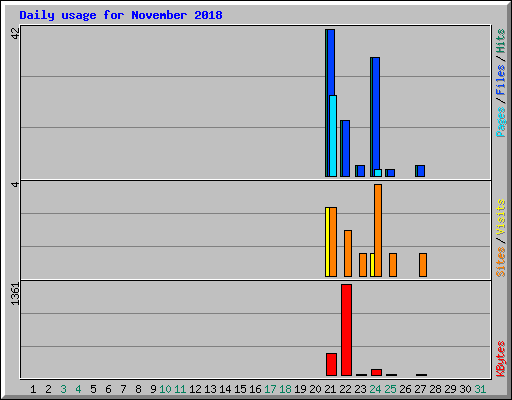 Daily usage for November 2018
42
Pages / Files / Hits
4
Sites / Visits
1361
KBytes
1 2 3 4 5 6 7 8 9 10 11 12 13 14 15 16 17 18 19 20 21 22 23 24 25 26 27 28 29 30 31